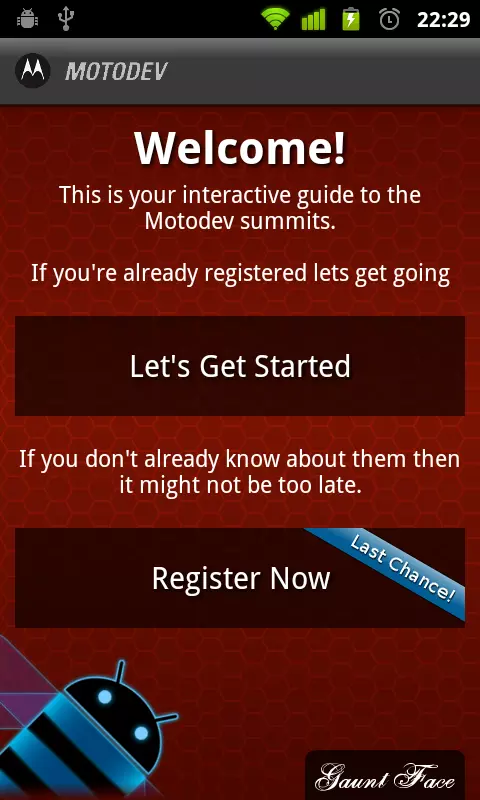 22:29
MOTODEV
Welcome!
This is your interactive guide to the
Motodev summits.
If you're already registered lets get going
Let's Get Started
If you don't already know about them then
it might not be too late.
Last Chance!
Register Now
Gaunt Face